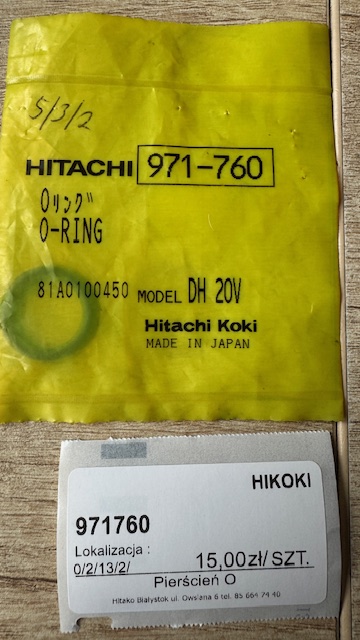 5/3/2
HITACHI 971-760
Oリング
O-RING
81A0100450 MODEL DH 20V
Hitachi Koki
MADE IN JAPAN
HIKOKI
971760
Lokalizacja :
0/2/13/2/ 15,00zł/ SZT.
Pierścień O
Hitako Białystok ul. Owsiana 6 tel. 85 664 74 40